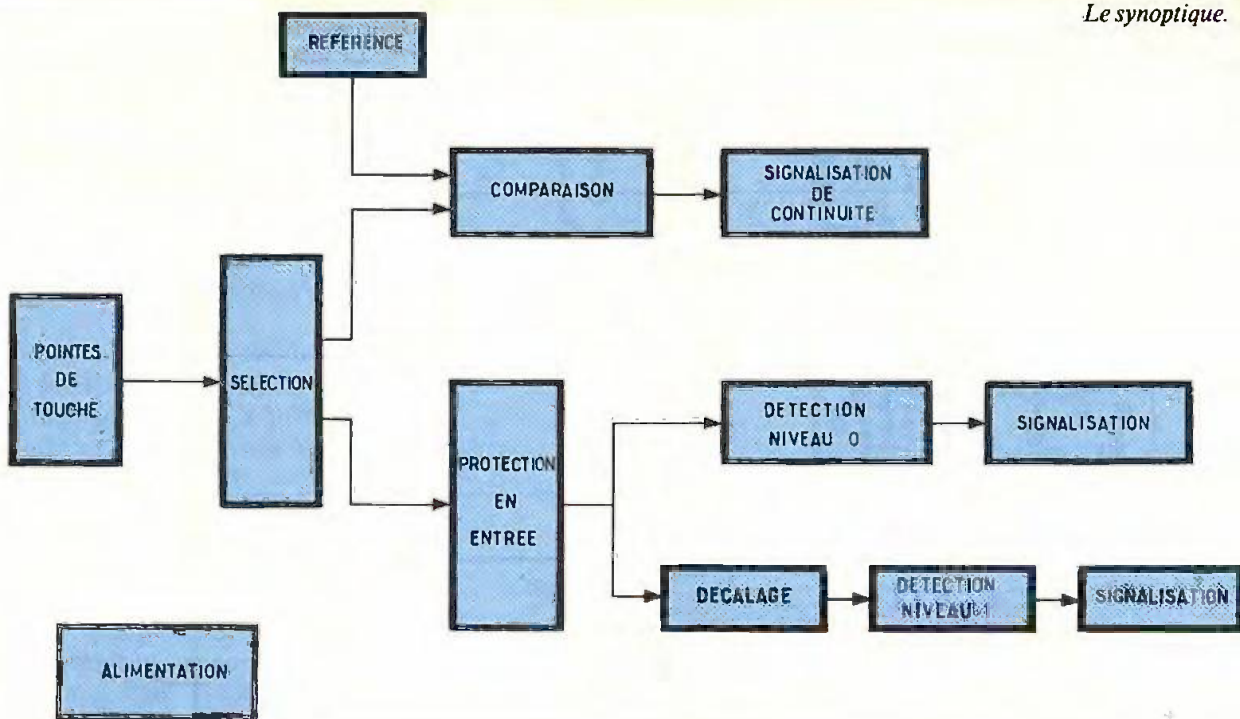 Le synoptique.
REFERENCE
COMPARAISON
SIGNALISATION
DE
CONTINUITE
POINTES
DE
TOUCHE
SELECTION
PROTECTION
EN
ENTREE
DETECTION
NIVEAU 0
SIGNALISATION
DECALAGE
DETECTION
NIVEAU 1
SIGNALISATION
ALIMENTATION